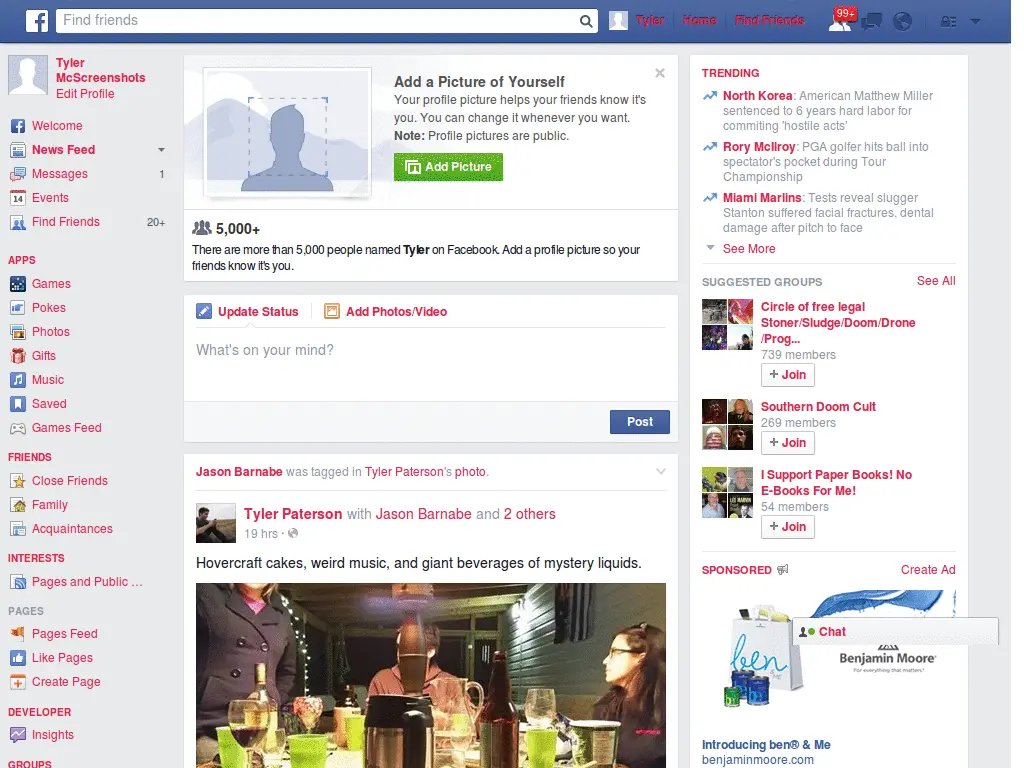 f
Find friends
Tyler
Home
Find Friends
99+
Tyler
McScreenshots
Edit Profile
Welcome
News Feed
Messages 1
14 Events
Find Friends 20+
APPS
Games
Pokes
Photos
Gifts
Music
Saved
Games Feed
FRIENDS
Close Friends
Family
Acquaintances
INTERESTS
Pages and Public ...
PAGES
Pages Feed
Like Pages
Create Page
DEVELOPER
Insights
GROUPS
Add a Picture of Yourself
Your profile picture helps your friends know it's
you. You can change it whenever you want.
Note: Profile pictures are public.
Add Picture
5,000+
There are more than 5,000 people named Tyler on Facebook. Add a profile picture so your
friends know it's you.
Update Status
Add Photos/Video
What's on your mind?
Post
Jason Barnabe was tagged in Tyler Paterson's photo.
Tyler Paterson with Jason Barnabe and 2 others
19 hrs ·
Hovercraft cakes, weird music, and giant beverages of mystery liquids.
TRENDING
North Korea: American Matthew Miller
sentenced to 6 years hard labor for
commiting 'hostile acts'
Rory McIlroy: PGA golfer hits ball into
spectator's pocket during Tour
Championship
Miami Marlins: Tests reveal slugger
Stanton suffered facial fractures, dental
damage after pitch to face
See More
SUGGESTED GROUPS See All
Circle of free legal
Stoner/Sludge/Doom/Drone
/Prog...
739 members
+ Join
Southern Doom Cult
269 members
+ Join
I Support Paper Books! No
E-Books For Me!
54 members
+ Join
SPONSORED Create Ad
ben
Chat
Benjamin Moore®
For everything that matters.
Introducing ben® & Me
benjaminmoore.com